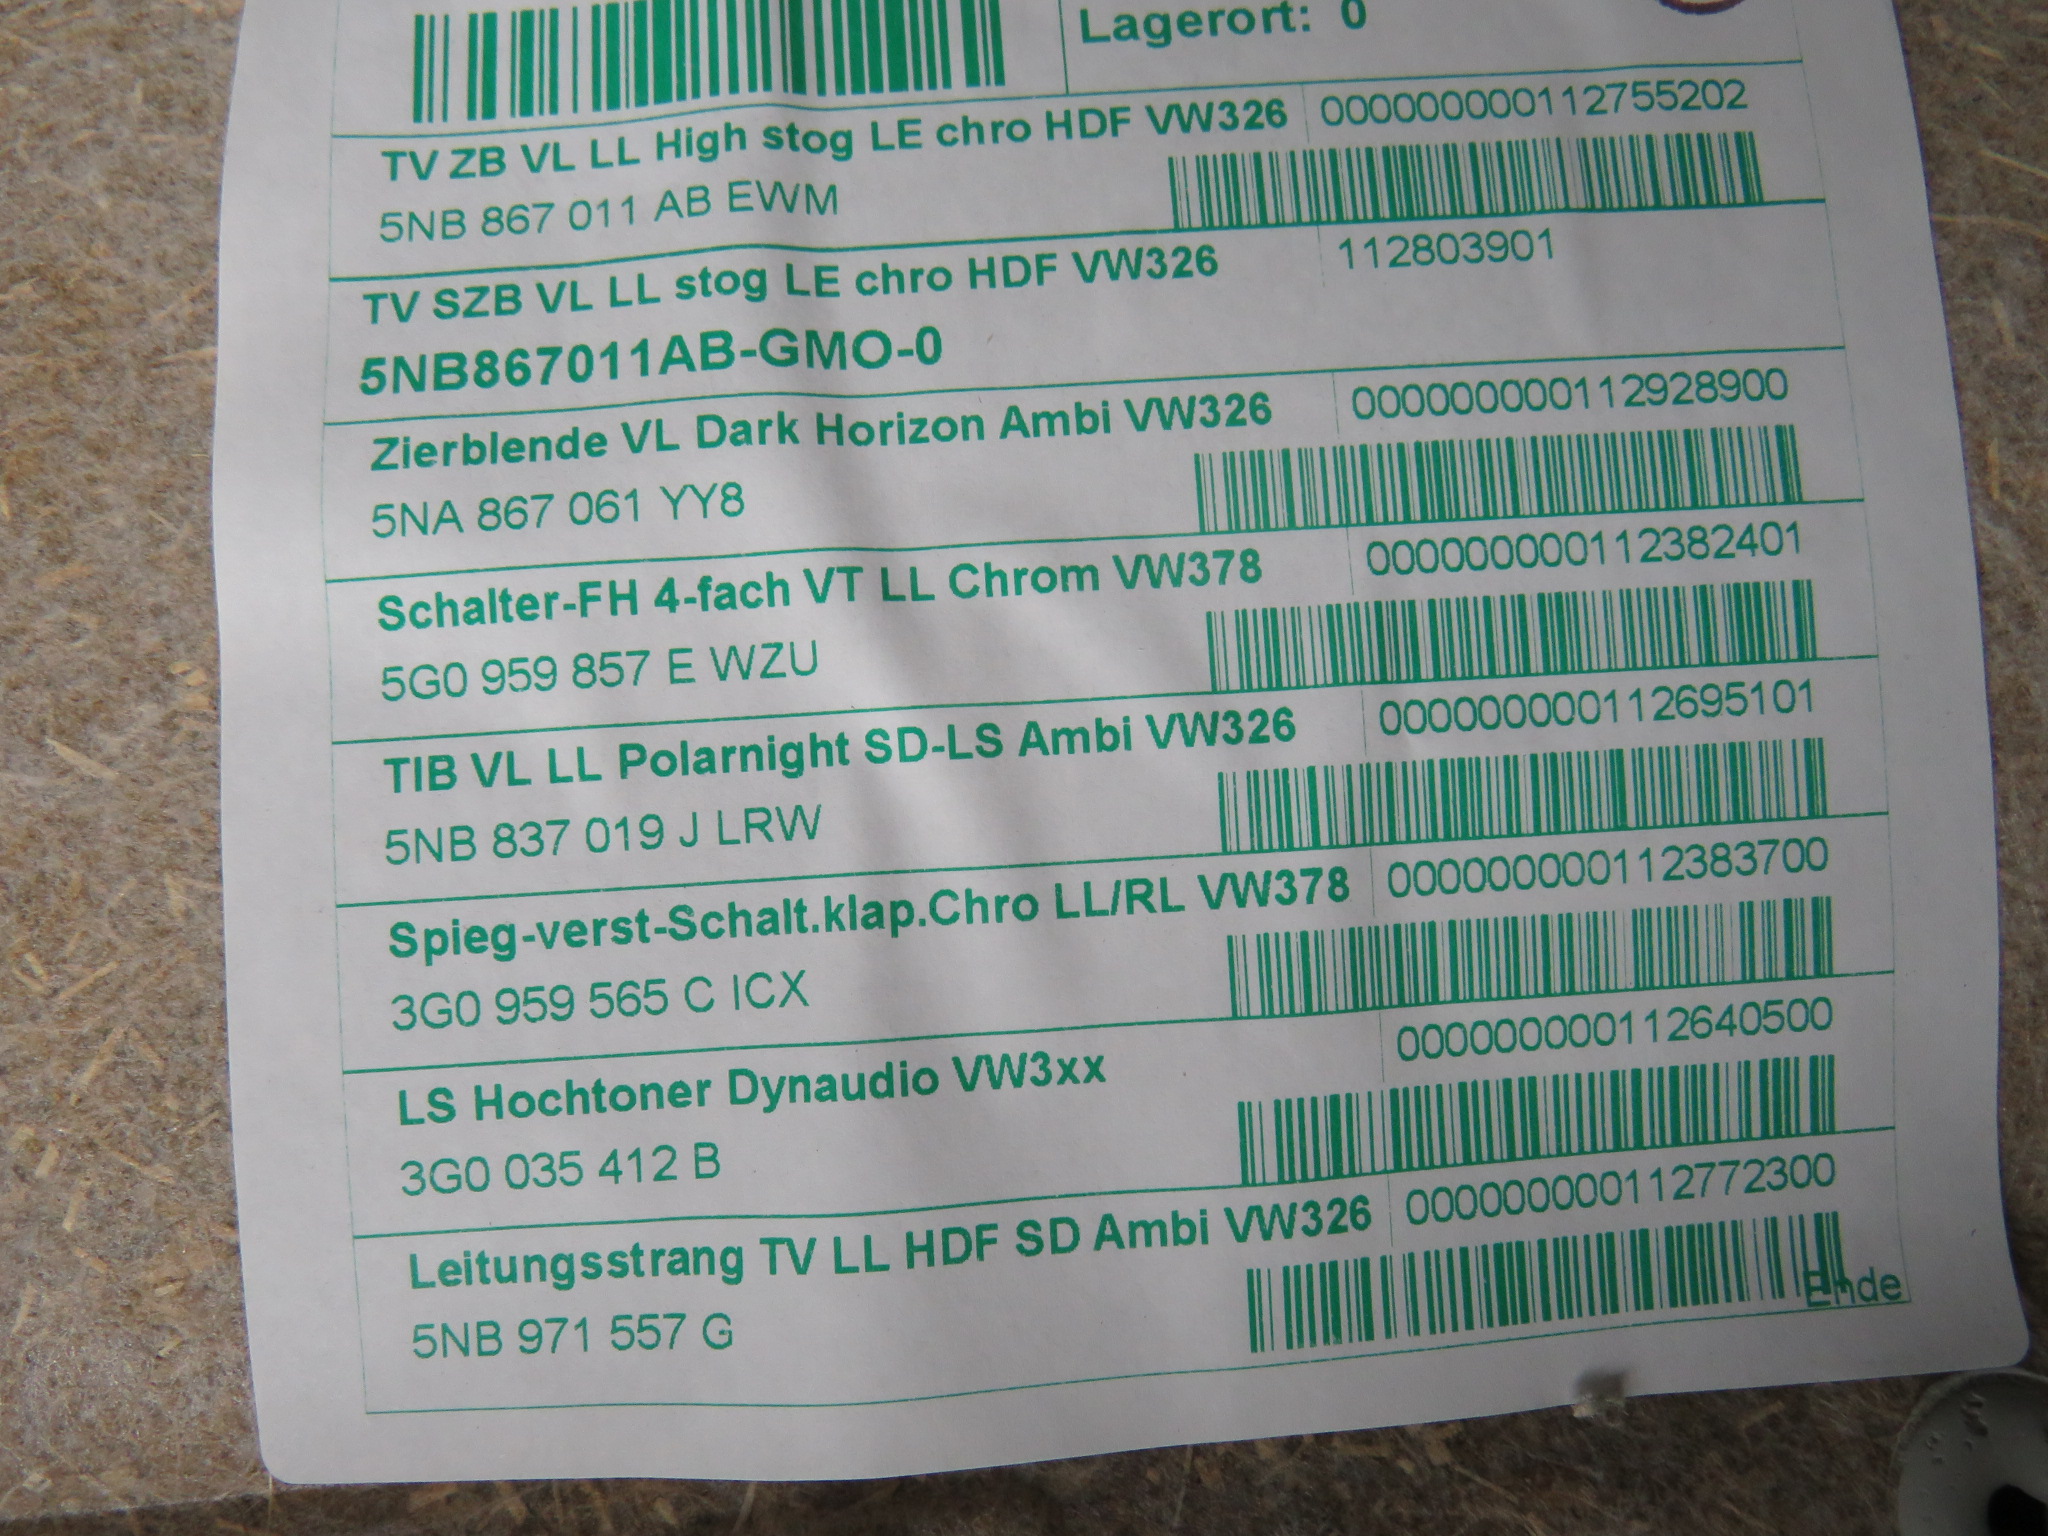 Lagerort: 0
TV ZB VL LL High stog LE chro HDF VW326 000000000112755202
5NB 867 011 AB EWM
TV SZB VL LL stog LE chro HDF VW326 112803901
5NB867011AB-GMO-0
Zierblende VL Dark Horizon Ambi VW326 000000000112928900
5NA 867 061 YY8
Schalter-FH 4-fach VT LL Chrom VW378 000000000112382401
5G0 959 857 E WZU
TIB VL LL Polarnight SD-LS Ambi VW326 000000000112695101
5NB 837 019 J LRW
Spieg-verst-Schalt.klap.Chro LL/RL VW378 000000000112383700
3G0 959 565 C ICX
LS Hochtoner Dynaudio VW3xx 000000000112640500
3G0 035 412 B
Leitungsstrang TV LL HDF SD Ambi VW326 000000000112772300
5NB 971 557 G
Ende